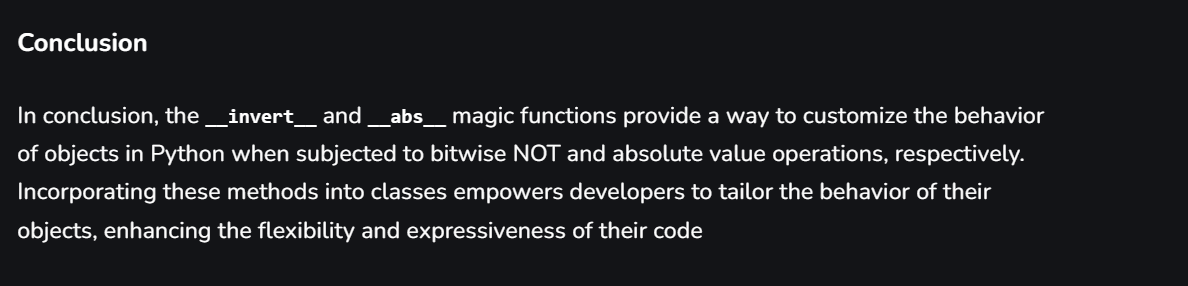 Conclusion
In conclusion, the __invert__ and __abs__ magic functions provide a way to customize the behavior
of objects in Python when subjected to bitwise NOT and absolute value operations, respectively.
Incorporating these methods into classes empowers developers to tailor the behavior of their
objects, enhancing the flexibility and expressiveness of their code